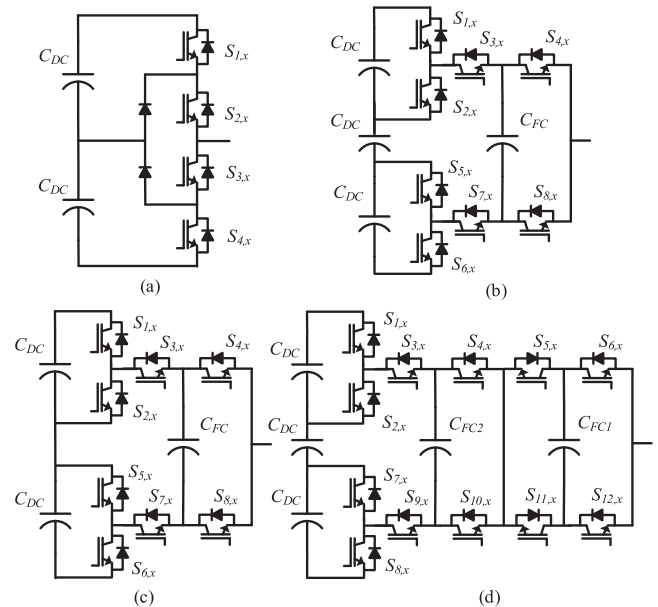 C_DC
S_1,x
S_2,x
C_DC
S_3,x
S_4,x
(a)
C_DC
S_1,x
S_3,x
S_4,x
S_2,x
C_DC
C_FC
C_DC
S_5,x
S_7,x
S_8,x
S_6,x
(b)
C_DC
S_1,x
S_3,x
S_4,x
S_2,x
C_FC
C_DC
S_5,x
S_7,x
S_8,x
S_6,x
(c)
C_DC
S_1,x
S_3,x
S_4,x
S_5,x
S_6,x
S_2,x
C_DC
C_FC2
C_FC1
C_DC
S_7,x
S_9,x
S_10,x
S_11,x
S_12,x
S_8,x
(d)